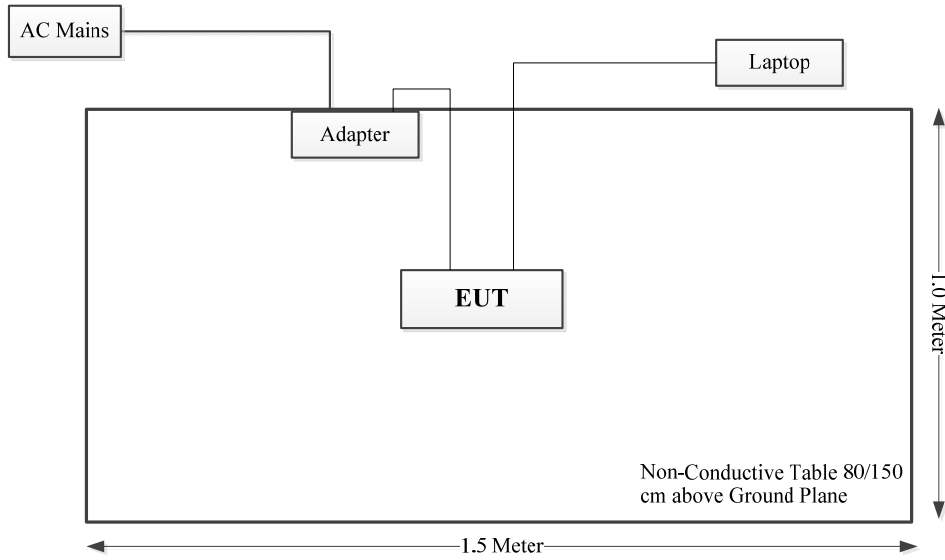 AC Mains
Laptop
Adapter
EUT
1.0 Meter
Non-Conductive Table 80/150
cm above Ground Plane
1.5 Meter